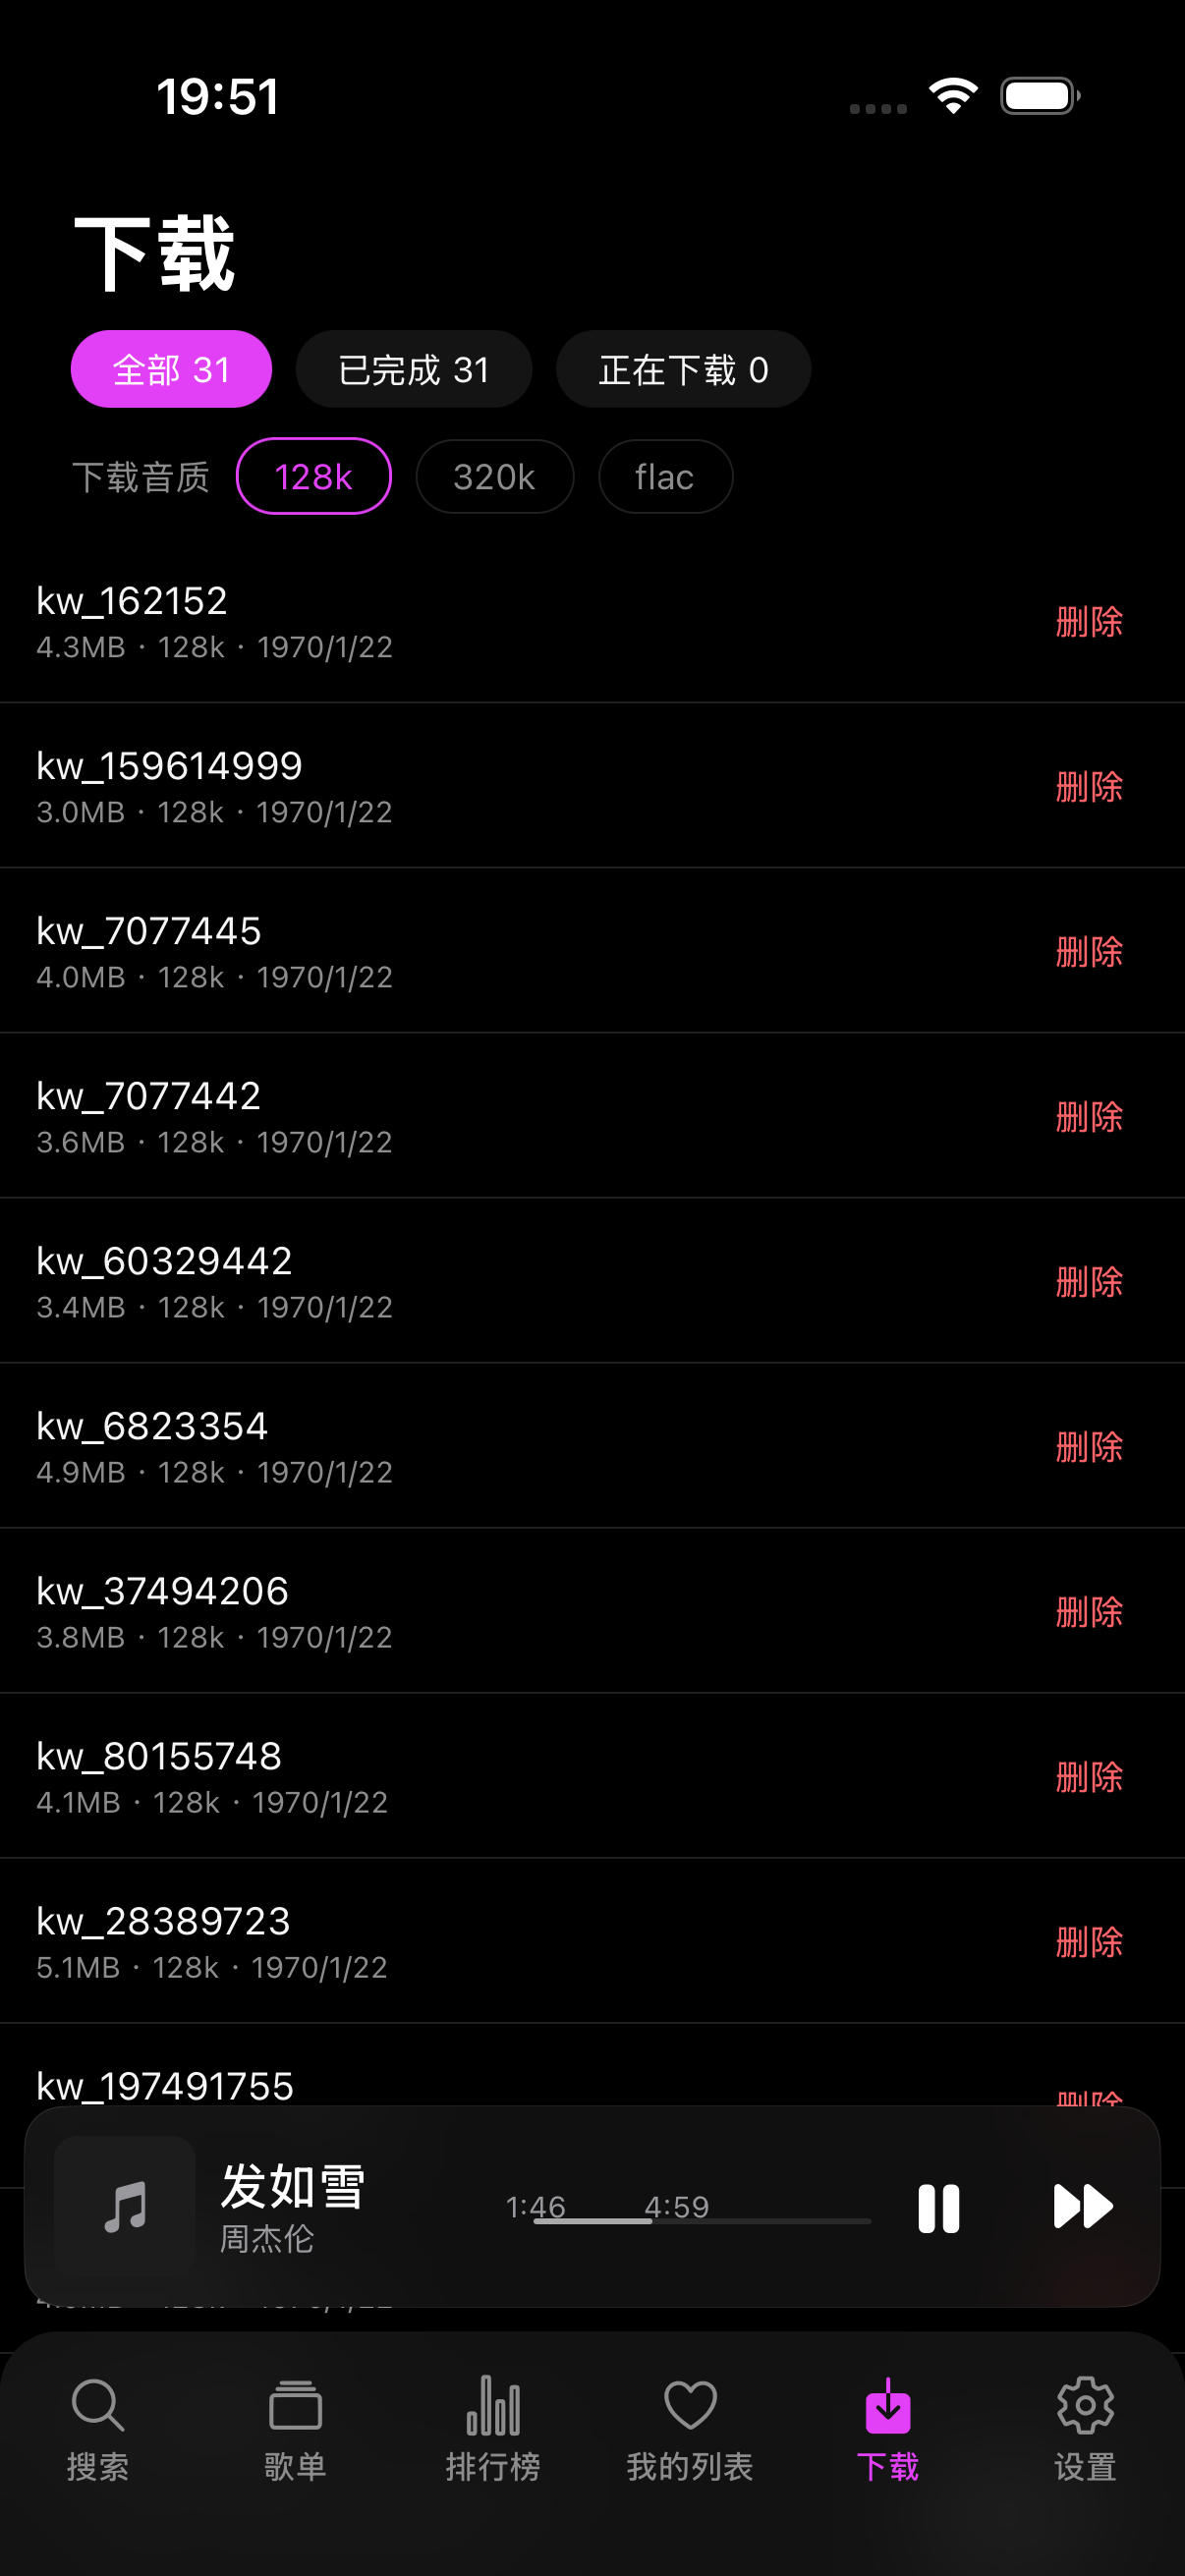 19:51
下载
全部 31
已完成 31
正在下载 0
下载音质
128k
320k
flac
kw_162152
4.3MB · 128k · 1970/1/22
删除
kw_159614999
3.0MB · 128k · 1970/1/22
删除
kw_7077445
4.0MB · 128k · 1970/1/22
删除
kw_7077442
3.6MB · 128k · 1970/1/22
删除
kw_60329442
3.4MB · 128k · 1970/1/22
删除
kw_6823354
4.9MB · 128k · 1970/1/22
删除
kw_37494206
3.8MB · 128k · 1970/1/22
删除
kw_80155748
4.1MB · 128k · 1970/1/22
删除
kw_28389723
5.1MB · 128k · 1970/1/22
删除
kw_197491755
删除
发如雪
周杰伦
1:46
4:59
搜索
歌单
排行榜
我的列表
下载
设置